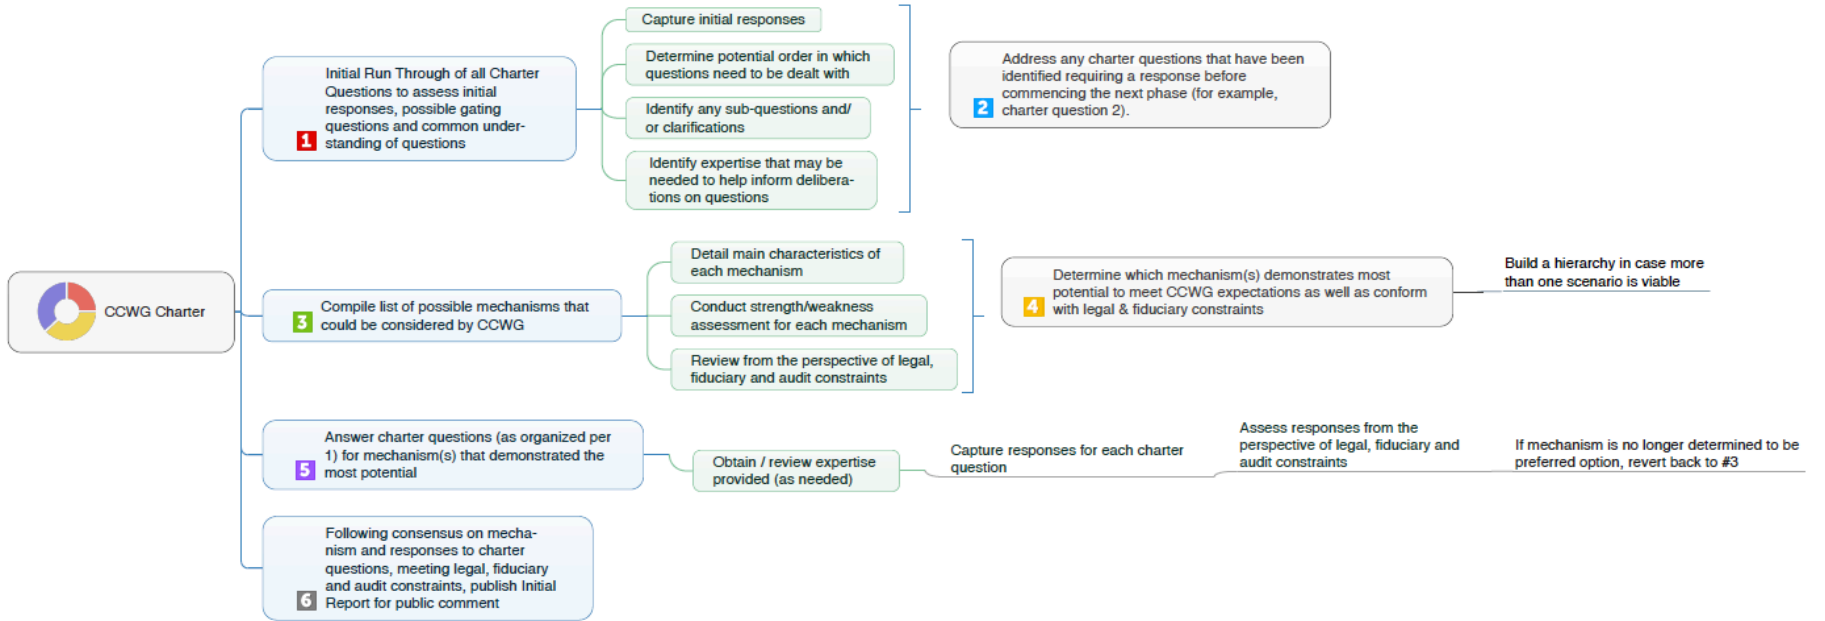 CCWG Charter
Initial Run Through of all Charter
Questions to assess initial
responses, possible gating
questions and common under-
1 standing of questions
Capture initial responses
Determine potential order in which
questions need to be dealt with
Identify any sub-questions and/
or clarifications
Identify expertise that may be
needed to help inform delibera-
tions on questions
Address any charter questions that have been
identified requiring a response before
commencing the next phase (for example,
2 charter question 2).
Compile list of possible mechanisms that
3 could be considered by CCWG
Detail main characteristics of
each mechanism
Conduct strength/weakness
assessment for each mechanism
Review from the perspective of legal,
fiduciary and audit constraints
Determine which mechanism(s) demonstrates most
potential to meet CCWG expectations as well as conform
4 with legal & fiduciary constraints
Build a hierarchy in case more
than one scenario is viable
Answer charter questions (as organized per
1) for mechanism(s) that demonstrated the
5 most potential
Obtain / review expertise
provided (as needed)
Capture responses for each charter
question
Assess responses from the
perspective of legal, fiduciary and
audit constraints
If mechanism is no longer determined to be
preferred option, revert back to #3
Following consensus on mecha-
nism and responses to charter
questions, meeting legal, fiduciary
and audit constraints, publish Initial
6 Report for public comment